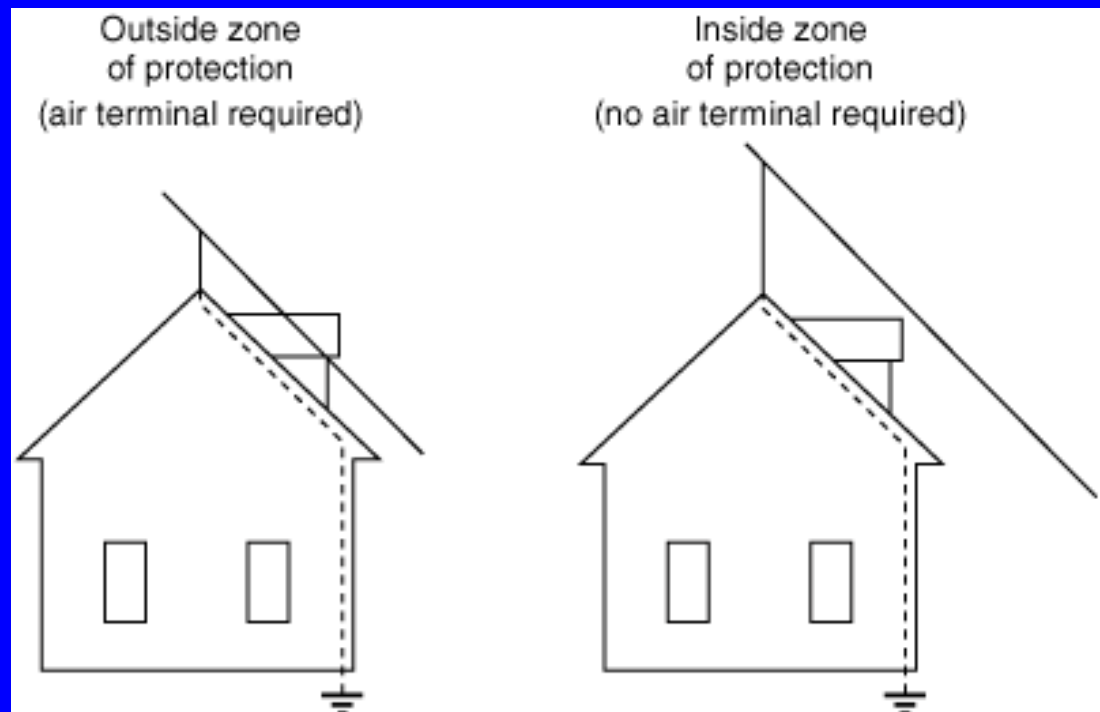 Outside zone
of protection
(air terminal required)
Inside zone
of protection
(no air terminal required)